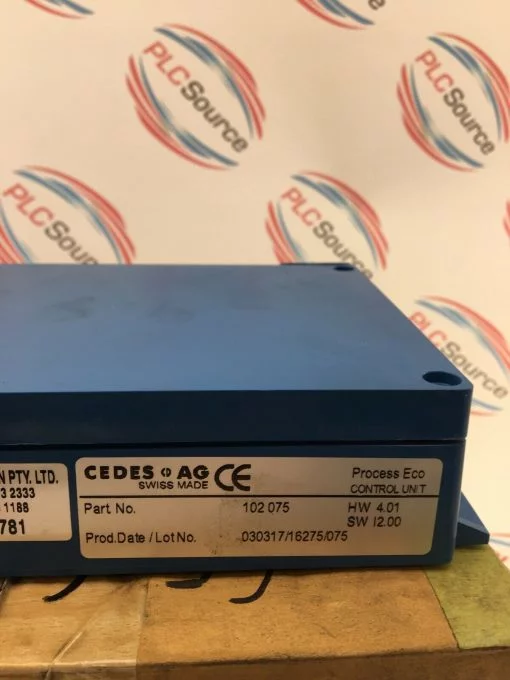 PLC Source
PLC Source
PLC Source
PLC Source
PLC Source
N PTY. LTD.
3 2333
1188
781
CEDES AG CE
SWISS MADE
Process Eco
CONTROL UNIT
Part No. 102 075 HW 4.01
SW I2.00
Prod.Date / Lot No. 030317/16275/075